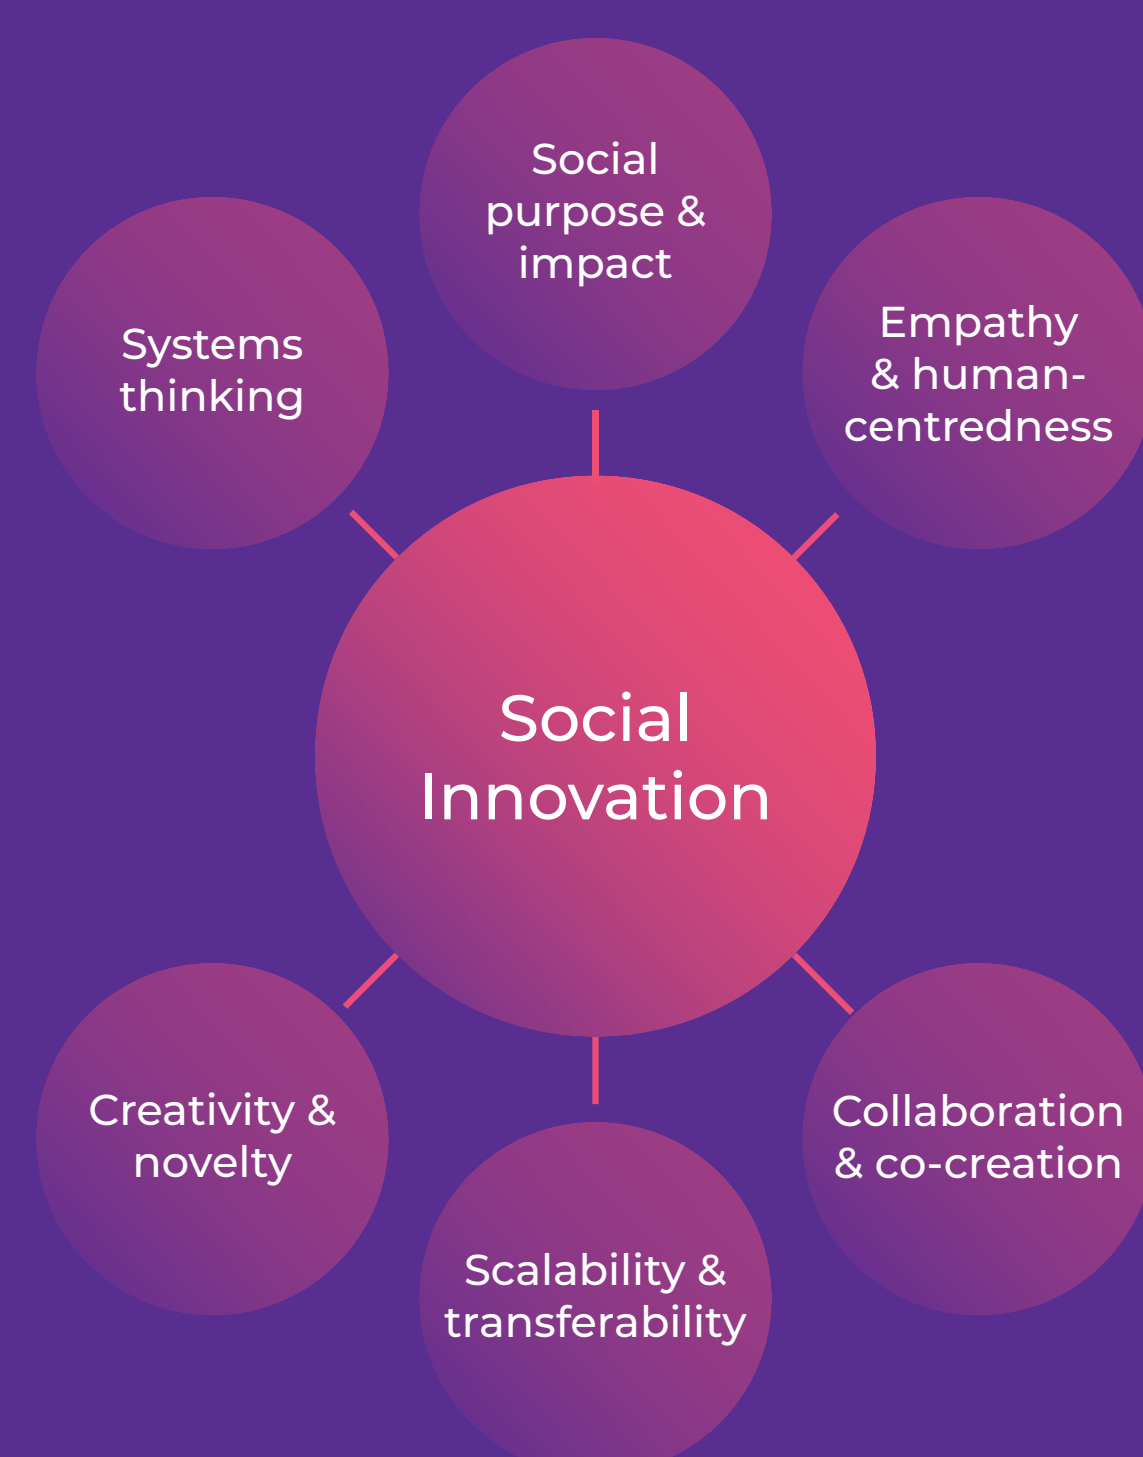 Social
purpose &
impact
Systems
thinking
Empathy
& human-
centredness
Social
Innovation
Creativity &
novelty
Collaboration
& co-creation
Scalability &
transferability